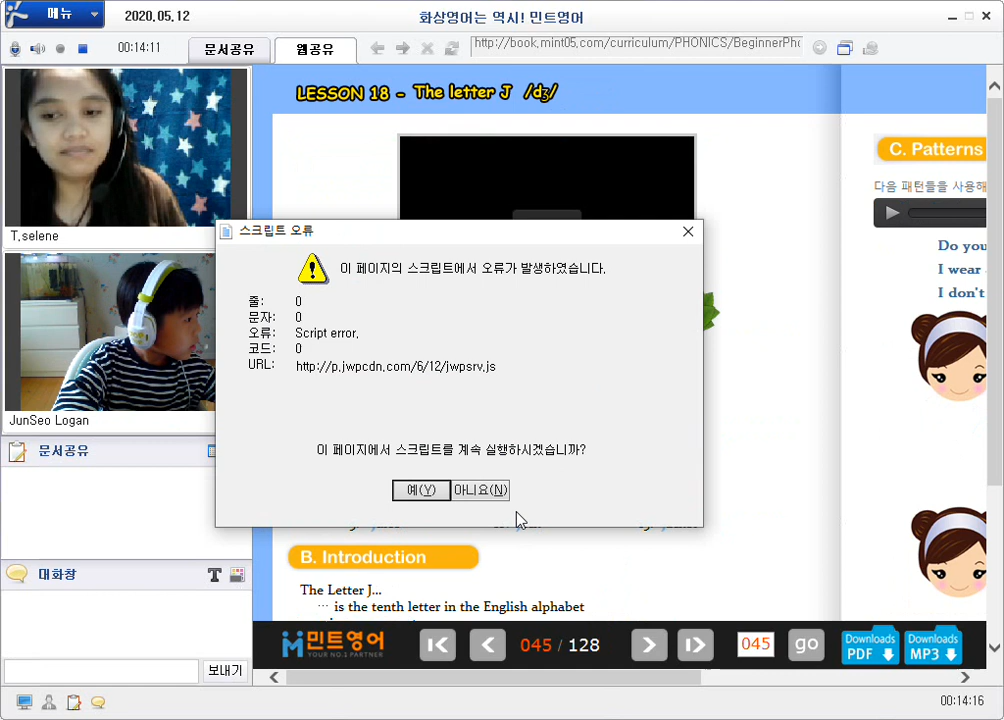 메뉴
2020.05.12
화상영어는 역시! 민트영어
00:14:11
문서공유
웹공유
http://book.mint05.com/curriculum/PHONICS/BeginnerPho
T.selene
JunSeo Logan
문서공유
대화창
보내기
LESSON 18 - The letter J /dʒ/
C. Patterns
다음 패턴들을 사용해
Do you
I wear
I don't
스크립트 오류
이 페이지의 스크립트에서 오류가 발생하였습니다.
줄: 0
문자: 0
오류: Script error.
코드: 0
URL: http://p.jwpcdn.com/6/12/jwpsrv.js
이 페이지에서 스크립트를 계속 실행하시겠습니까?
예(Y) 아니요(N)
B. Introduction
The Letter J...
… is the tenth letter in the English alphabet
민트영어
YOUR NO.1 PARTNER
045 / 128
045
go
Downloads
PDF
Downloads
MP3
00:14:16